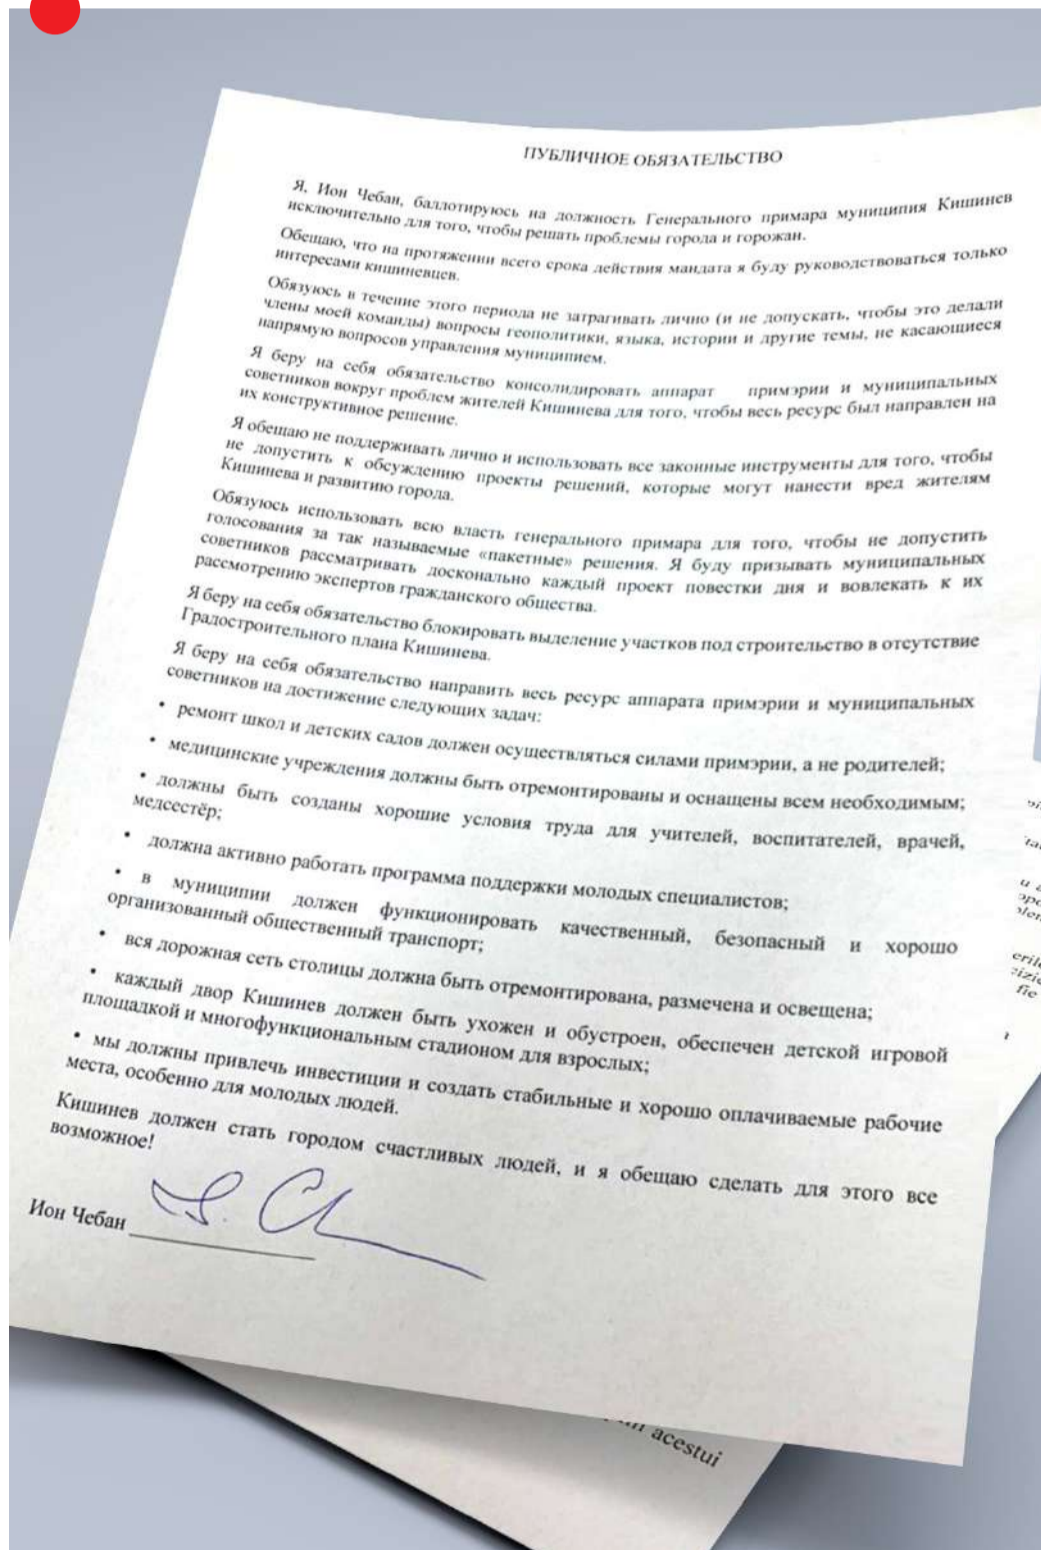 ПУБЛИЧНОЕ ОБЯЗАТЕЛЬСТВО
Я, Ион Чебан, баллотируюсь на должность Генерального примара муниципия Кишинев
исключительно для того, чтобы решать проблемы города и горожан.
Обещаю, что на протяжении всего срока действия мандата я буду руководствоваться только
интересами кишиневцев.
Обязуюсь в течение этого периода не затрагивать лично (и не допускать, чтобы это делали
члены моей команды) вопросы геополитики, языка, истории и другие темы, не касающиеся
напрямую вопросов управления муниципием.
Я беру на себя обязательство консолидировать аппарат примэрии и муниципальных
советников вокруг проблем жителей Кишинева для того, чтобы весь ресурс был направлен на
их конструктивное решение.
Я обещаю не поддерживать лично и использовать все законные инструменты для того, чтобы
не допустить к обсуждению проекты решений, которые могут нанести вред жителям
Кишинева и развитию города.
Обязуюсь использовать всю власть генерального примара для того, чтобы не допустить
голосования за так называемые «пакетные» решения. Я буду призывать муниципальных
советников рассматривать досконально каждый проект повестки дня и вовлекать к их
рассмотрению экспертов гражданского общества.
Я беру на себя обязательство блокировать выделение участков под строительство в отсутствие
Градостроительного плана Кишинева.
Я беру на себя обязательство направить весь ресурс аппарата примэрии и муниципальных
советников на достижение следующих задач:
• ремонт школ и детских садов должен осуществляться силами примэрии, а не родителей;
• медицинские учреждения должны быть отремонтированы и оснащены всем необходимым;
• должны быть созданы хорошие условия труда для учителей, воспитателей, врачей,
медсестёр;
• должна активно работать программа поддержки молодых специалистов;
• в муниципии должен функционировать качественный, безопасный и хорошо
организованный общественный транспорт;
• вся дорожная сеть столицы должна быть отремонтирована, размечена и освещена;
• каждый двор Кишинев должен быть ухожен и обустроен, обеспечен детской игровой
площадкой и многофункциональным стадионом для взрослых;
• мы должны привлечь инвестиции и создать стабильные и хорошо оплачиваемые рабочие
места, особенно для молодых людей.
Кишинев должен стать городом счастливых людей, и я обещаю сделать для этого все
возможное!
Ион Чебан
acestui